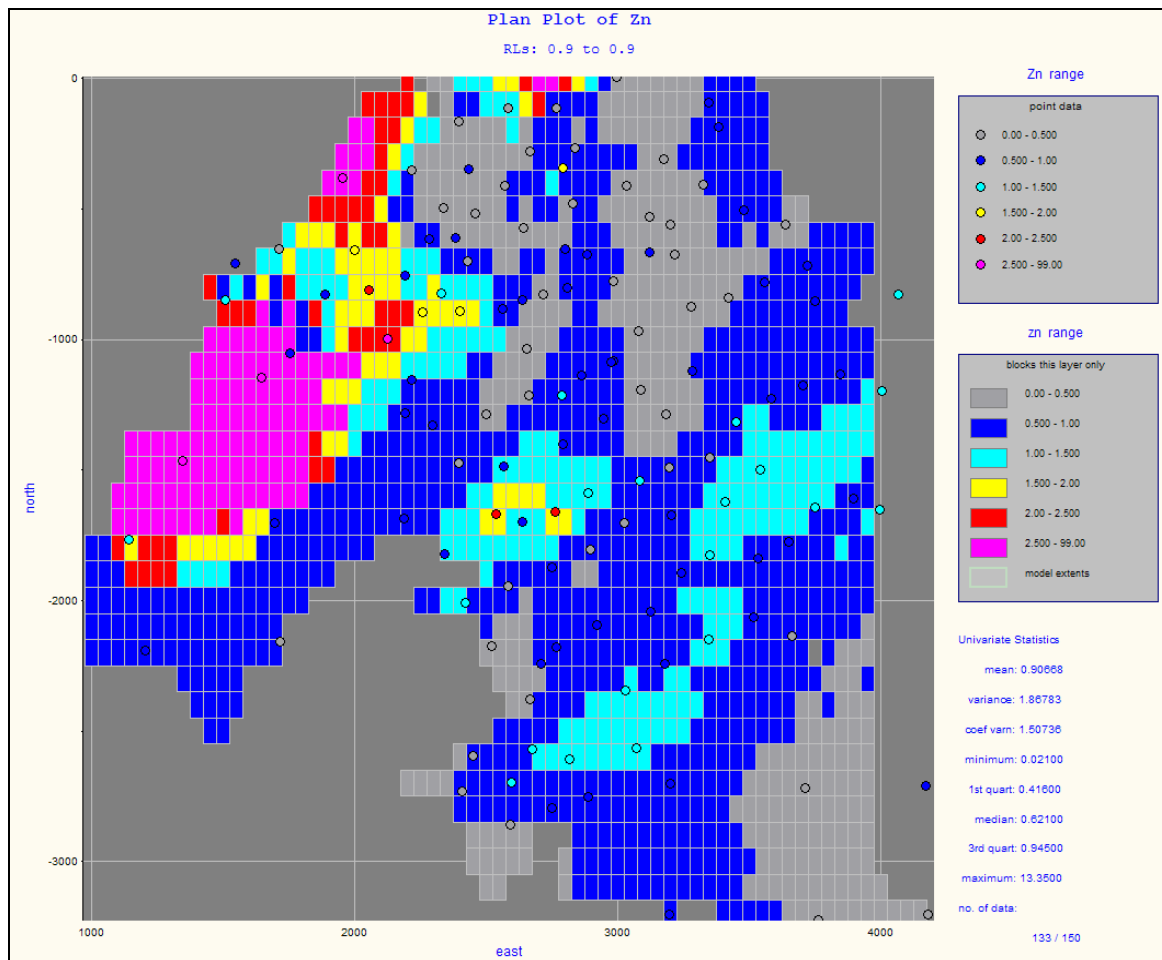 Plan Plot of Zn
RLs: 0.9 to 0.9
Zn range
point data
0.00 - 0.500
0.500 - 1.00
1.00 - 1.500
1.500 - 2.00
2.00 - 2.500
2.500 - 99.00
zn range
blocks this layer only
0.00 - 0.500
0.500 - 1.00
1.00 - 1.500
1.500 - 2.00
2.00 - 2.500
2.500 - 99.00
model extents
Univariate Statistics
mean: 0.90668
variance: 1.86783
coef varn: 1.50736
minimum: 0.02100
1st quart: 0.41600
median: 0.62100
3rd quart: 0.94500
maximum: 13.3500
no. of data:
133 / 150
0
-1000
-2000
-3000
north
1000
2000
3000
4000
east